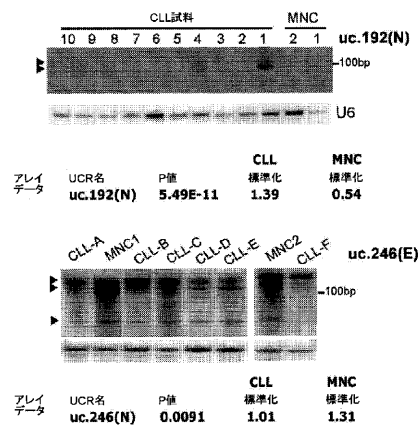 CLL試料 MNC
10 9 8 7 6 5 4 3 2 1 2 1 uc.192(N)
100bp
U6
CLL MNC
アレイ UCR名 P値 標準化 標準化
データ uc.192(N) 5.49E-11 1.39 0.54
CLL-A MNC1 CLL-B CLL-C CLL-D CLL-E MNC2 CLL-F uc.246(E)
100bp
CLL MNC
アレイ UCR名 P値 標準化 標準化
データ uc.246(N) 0.0091 1.01 1.31